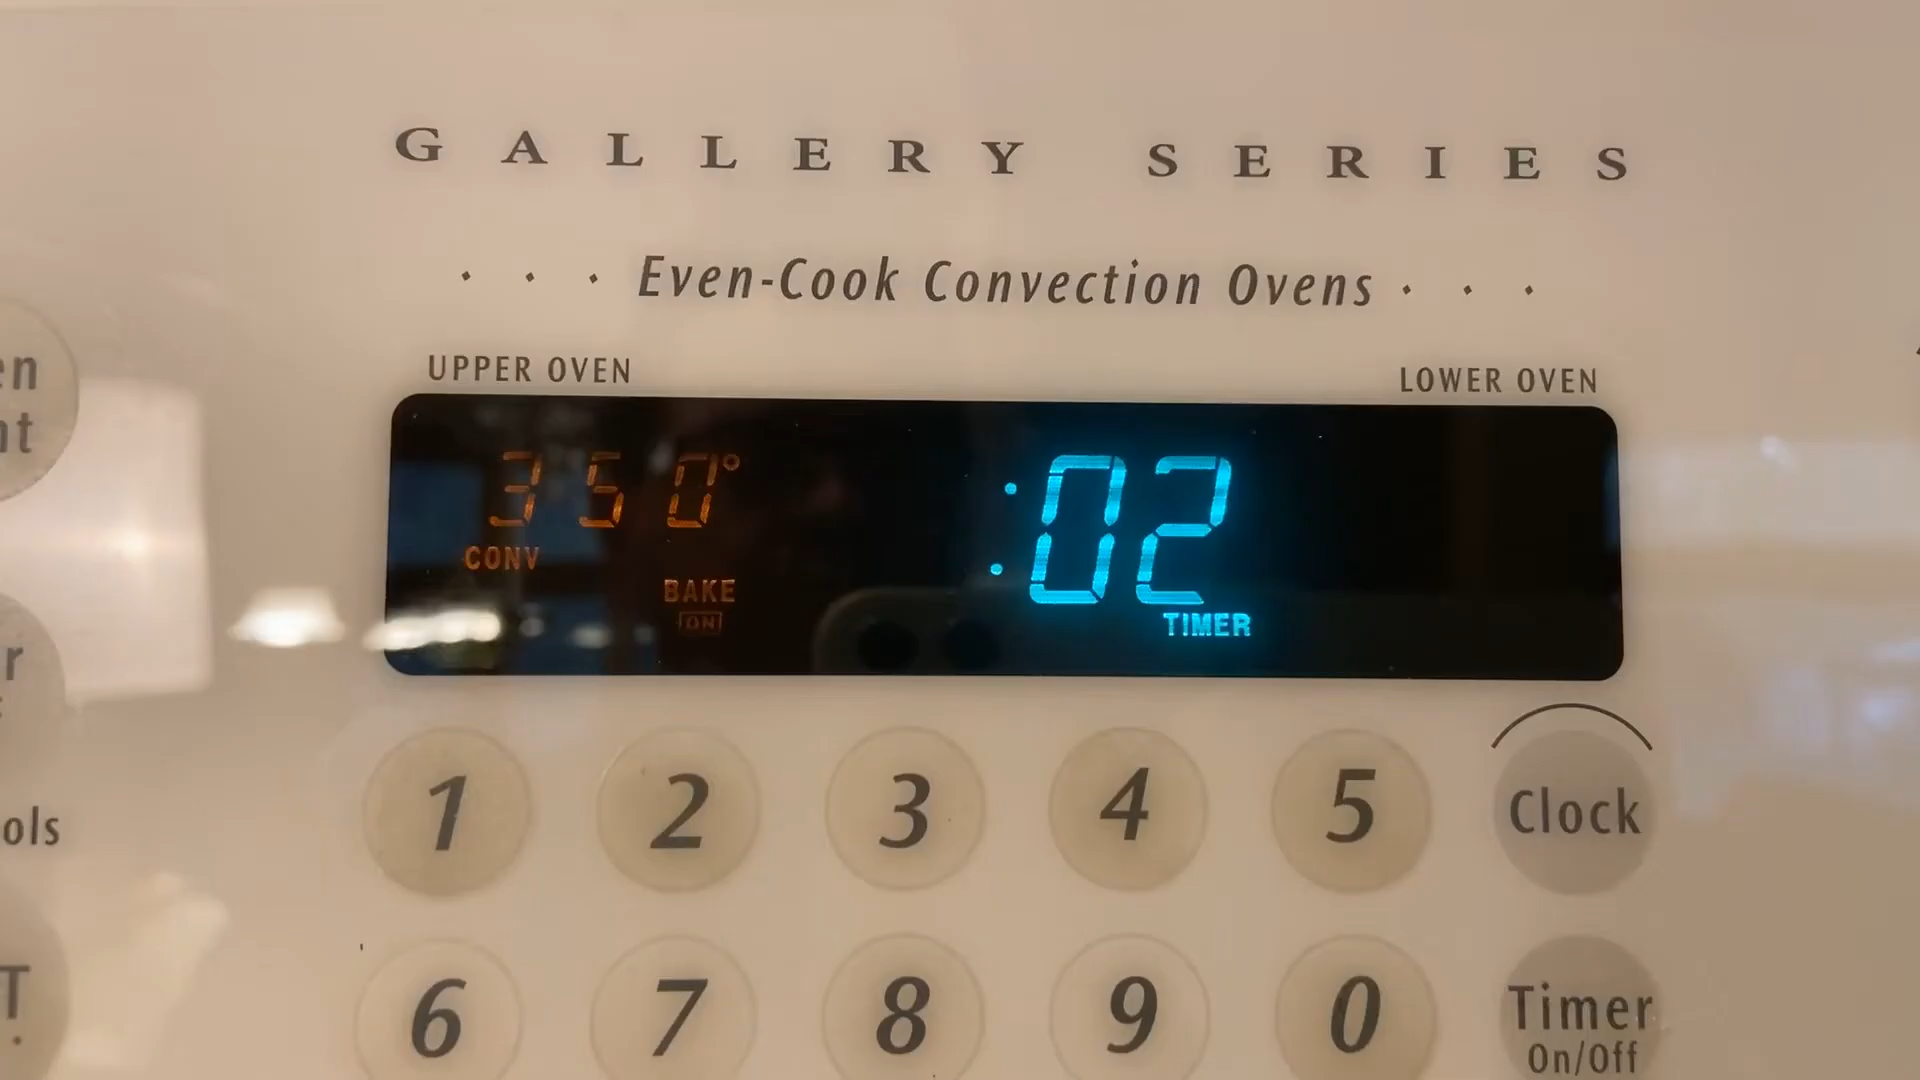 GALLERY SERIES
· · · Even-Cook Convection Ovens · · ·
UPPER OVEN
LOWER OVEN
350°
:02
CONV
BAKE
ON
TIMER
1 2 3 4 5 Clock
6 7 8 9 0 Timer
On/Off